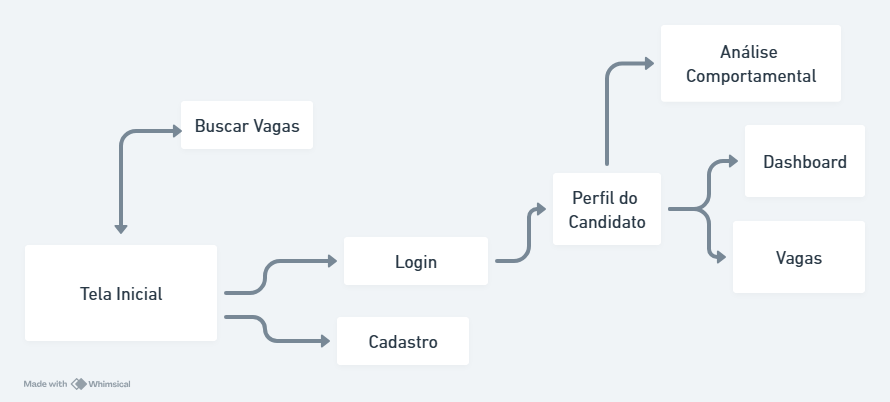 Análise
Comportamental
Buscar Vagas
Dashboard
Perfil do
Candidato
Login
Vagas
Tela Inicial
Cadastro
Made with Whimsical